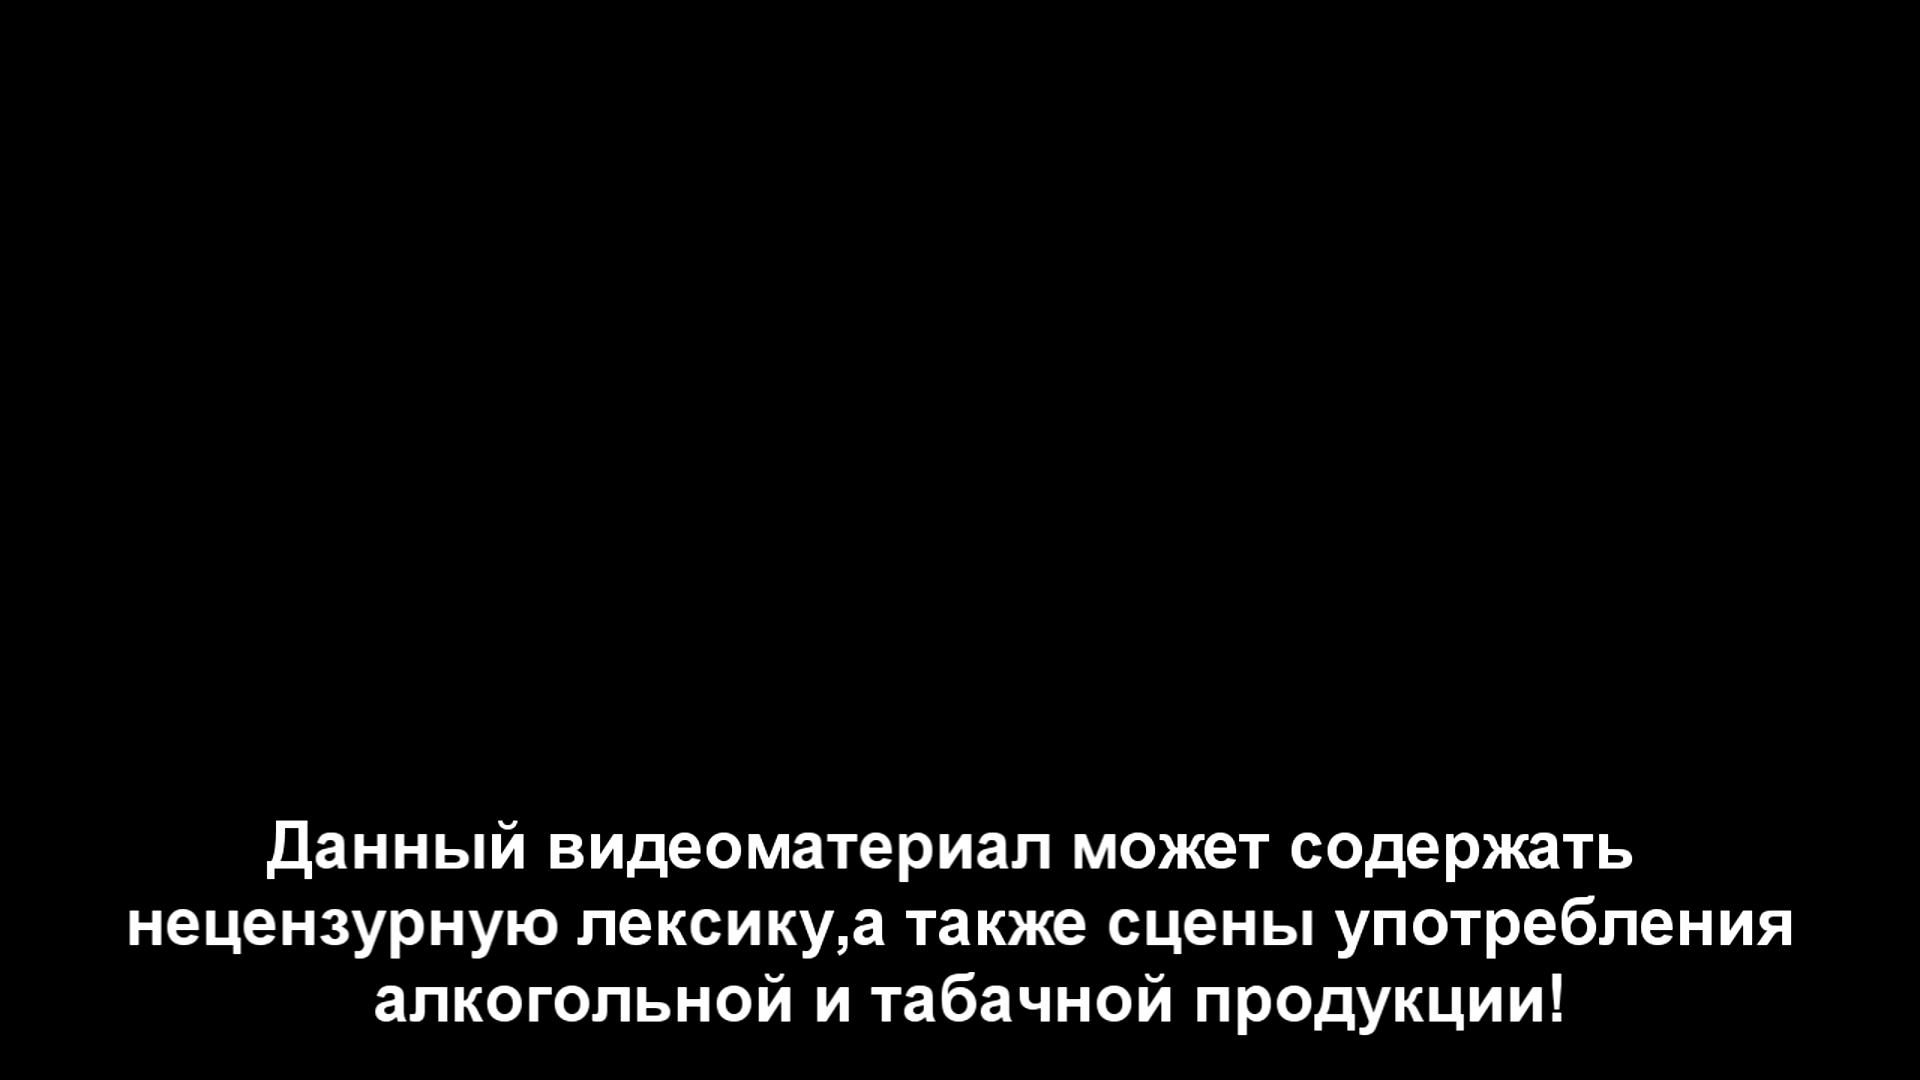 Данный видеоматериал может содержать
нецензурную лексику,а также сцены употребления
алкогольной и табачной продукции!